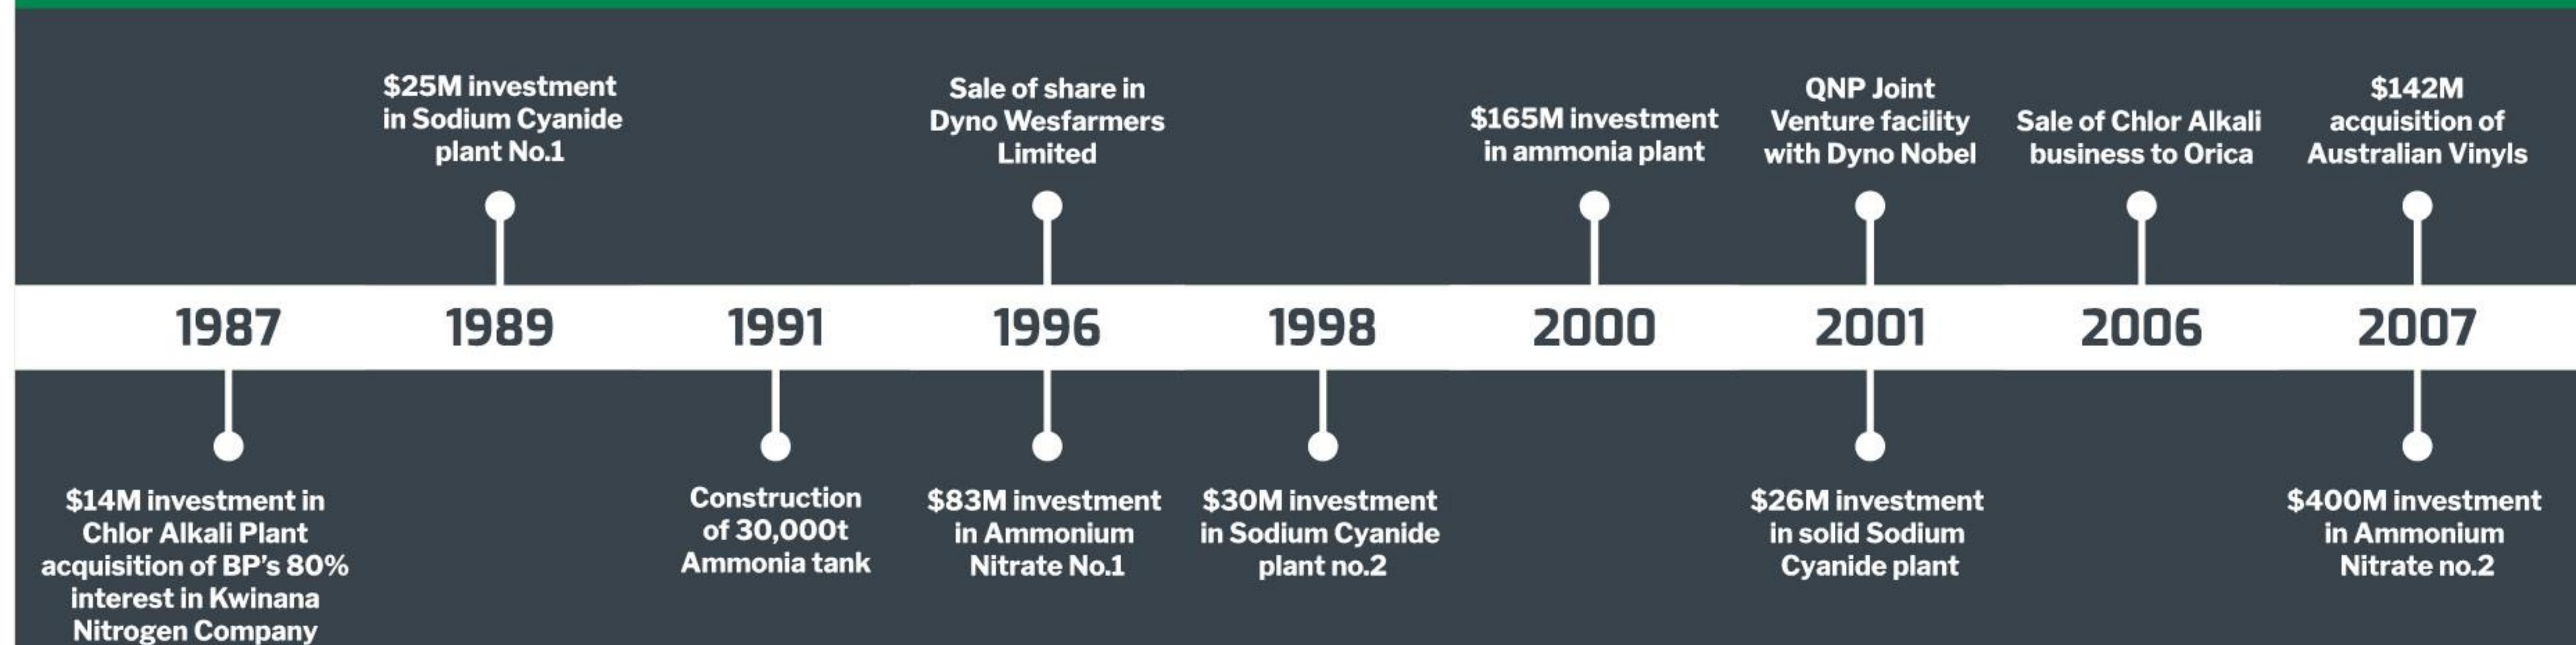 $25M investment
in Sodium Cyanide
plant No.1
Sale of share in
Dyno Wesfarmers
Limited
$165M investment
in ammonia plant
QNP Joint
Venture facility
with Dyno Nobel
Sale of Chlor Alkali
business to Orica
$142M
acquisition of
Australian Vinyls
1987
1989
1991
1996
1998
2000
2001
2006
2007
$14M investment in
Chlor Alkali Plant
acquisition of BP’s 80%
interest in Kwinana
Nitrogen Company
Construction
of 30,000t
Ammonia tank
$83M investment
in Ammonium
Nitrate No.1
$30M investment
in Sodium Cyanide
plant no.2
$26M investment
in solid Sodium
Cyanide plant
$400M investment
in Ammonium
Nitrate no.2